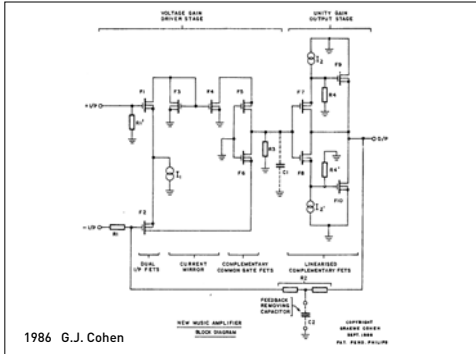 VOLTAGE GAIN
DRIVER STAGE
UNITY GAIN
OUTPUT STAGE
F1
F3
F4
F5
I2
F9
R4
F7
+I/P
R1'
I1
R3
C1
O/P
F6
F8
R4'
F10
I2'
-I/P
R1
F2
DUAL
I/P FETS
CURRENT
MIRROR
COMPLEMENTARY
COMMON GATE FETS
LINEARISED
COMPLEMENTARY FETS
R2
FEEDBACK
REMOVING
CAPACITOR
C2
NEW MUSIC AMPLIFIER
BLOCK DIAGRAM
COPYRIGHT
GRAEME COHEN
SEPT. 1986
PAT. PEND. PHILIPS
1986 G.J. Cohen